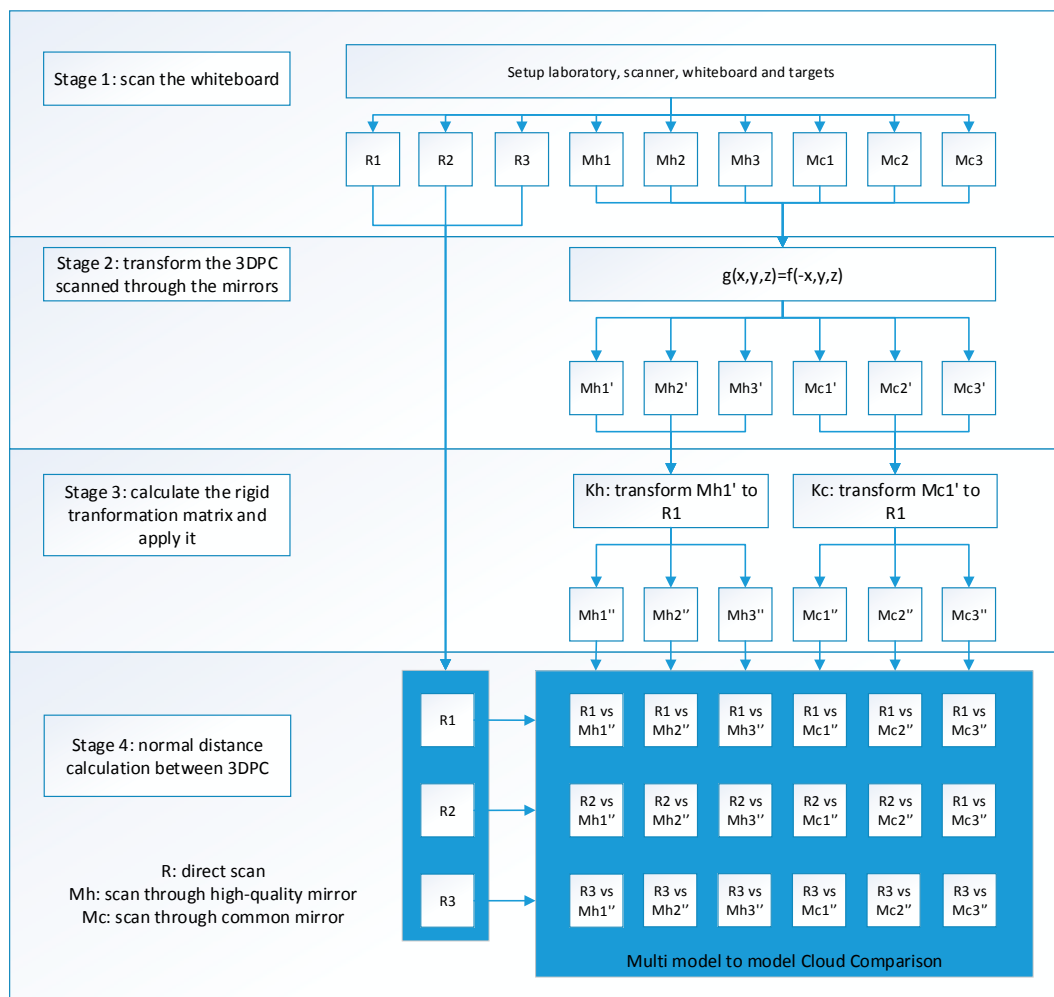 Stage 1: scan the whiteboard
Setup laboratory, scanner, whiteboard and targets
R1
R2
R3
Mh1
Mh2
Mh3
Mc1
Mc2
Mc3
Stage 2: transform the 3DPC
scanned through the mirrors
g(x,y,z)=f(-x,y,z)
Mh1'
Mh2'
Mh3'
Mc1'
Mc2'
Mc3'
Stage 3: calculate the rigid
tranformation matrix and
apply it
Kh: transform Mh1' to
R1
Kc: transform Mc1' to
R1
Mh1''
Mh2''
Mh3''
Mc1''
Mc2''
Mc3''
Stage 4: normal distance
calculation between 3DPC
R1
R1 vs
Mh1''
R1 vs
Mh2''
R1 vs
Mh3''
R1 vs
Mc1''
R1 vs
Mc2''
R1 vs
Mc3''
R2
R2 vs
Mh1''
R2 vs
Mh2''
R2 vs
Mh3''
R2 vs
Mc1''
R2 vs
Mc2''
R1 vs
Mc3''
R3
R3 vs
Mh1''
R3 vs
Mh2''
R3 vs
Mh3''
R3 vs
Mc1''
R3 vs
Mc2''
R3 vs
Mc3''
R: direct scan
Mh: scan through high-quality mirror
Mc: scan through common mirror
Multi model to model Cloud Comparison